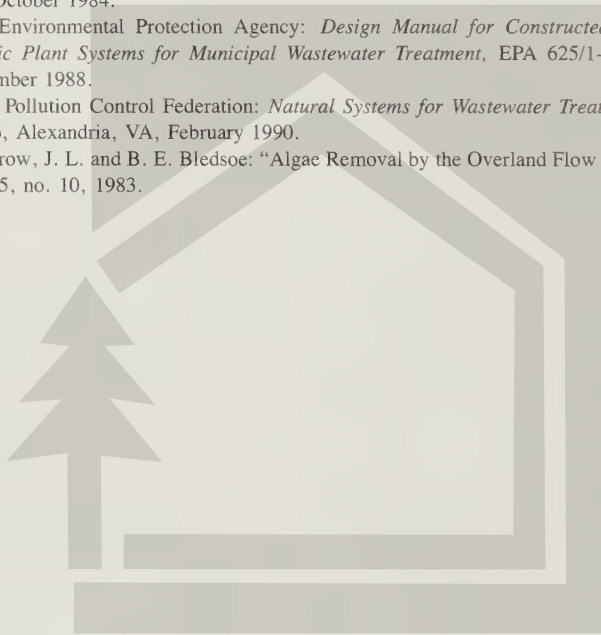 October 1984.
Environmental Protection Agency: Design Manual for Constructed
ic Plant Systems for Municipal Wastewater Treatment, EPA 625/1-
mber 1988.
Pollution Control Federation: Natural Systems for Wastewater Treat
, Alexandria, VA, February 1990.
row, J. L. and B. E. Bledsoe: “Algae Removal by the Overland Flow
5, no. 10, 1983.